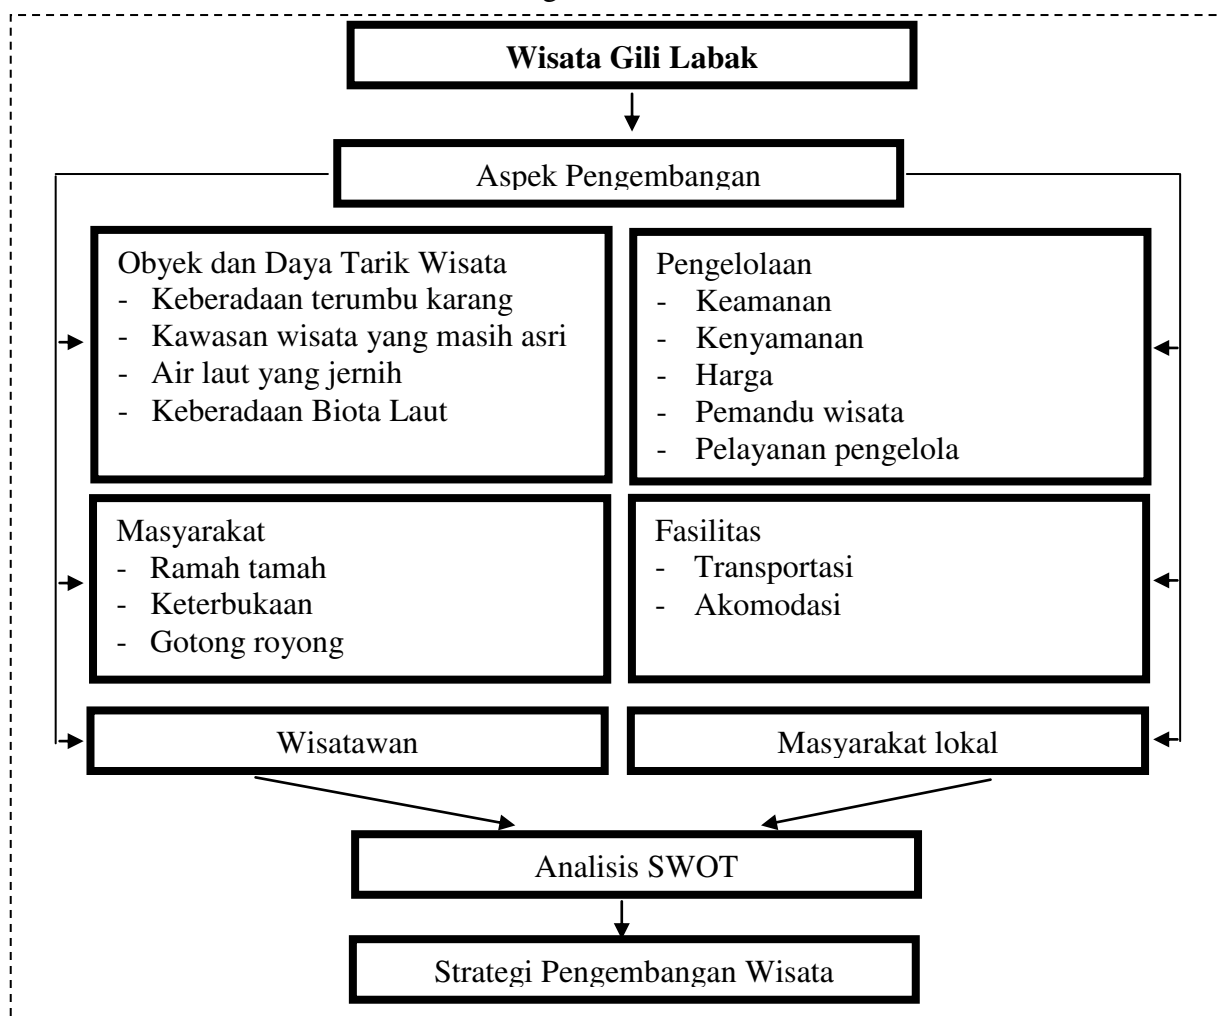 Wisata Gili Labak
Aspek Pengembangan
Obyek dan Daya Tarik Wisata
- Keberadaan terumbu karang
- Kawasan wisata yang masih asri
- Air laut yang jernih
- Keberadaan Biota Laut
Pengelolaan
- Keamanan
- Kenyamanan
- Harga
- Pemandu wisata
- Pelayanan pengelola
Masyarakat
- Ramah tamah
- Keterbukaan
- Gotong royong
Fasilitas
- Transportasi
- Akomodasi
Wisatawan
Masyarakat lokal
Analisis SWOT
Strategi Pengembangan Wisata